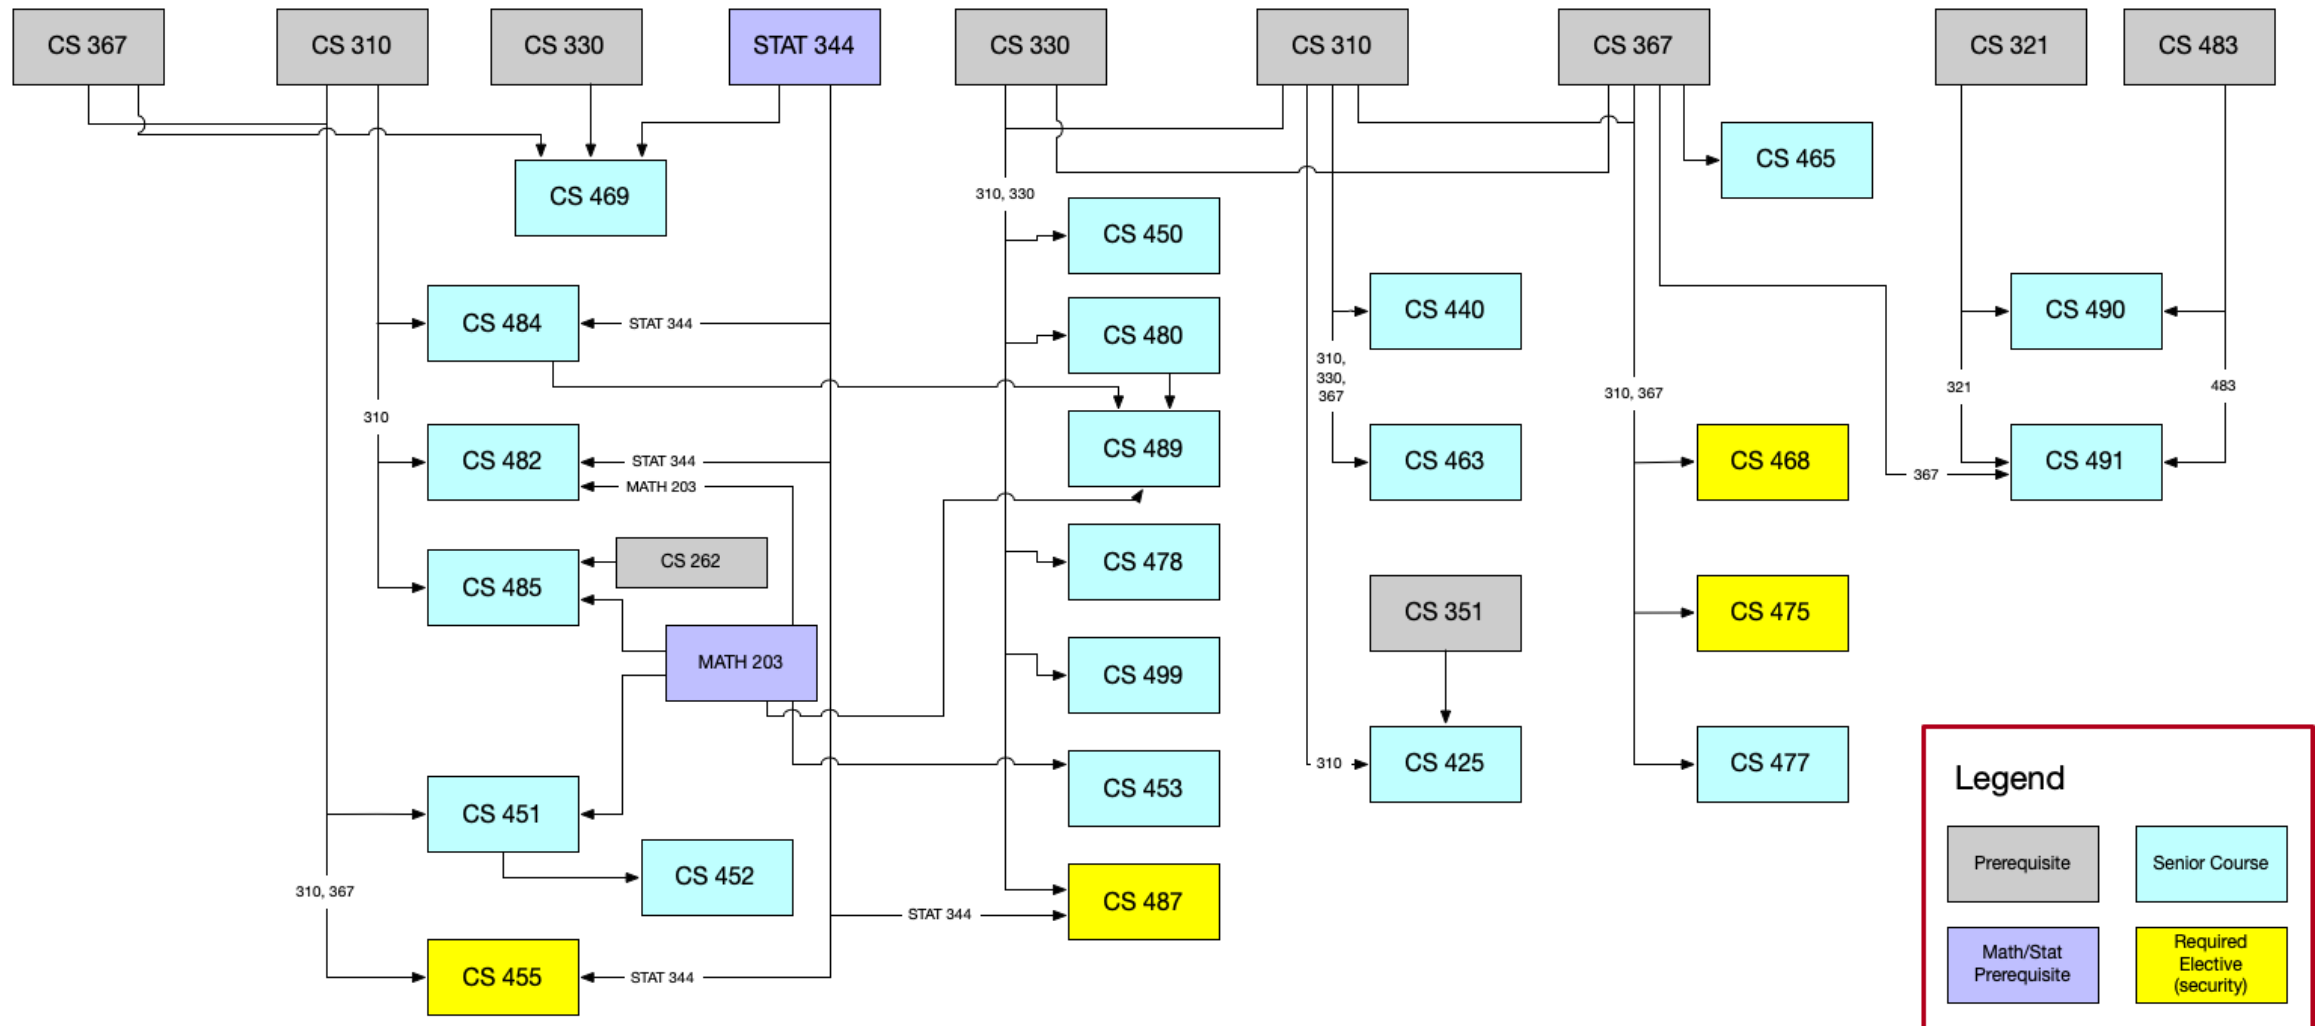 CS 367
CS 310
CS 330
STAT 344
CS 330
CS 310
CS 367
CS 321
CS 483
CS 465
CS 469
310, 330
CS 450
CS 484
STAT 344
CS 480
CS 440
CS 490
310,
330,
367
310, 367
321
483
310
CS 482
STAT 344
MATH 203
CS 489
CS 463
CS 468
367
CS 491
CS 262
CS 485
CS 478
CS 351
CS 475
MATH 203
CS 499
CS 451
CS 453
310
CS 425
CS 477
CS 452
310, 367
CS 487
STAT 344
CS 455
STAT 344
Legend
Prerequisite
Senior Course
Math/Stat
Prerequisite
Required
Elective
(security)